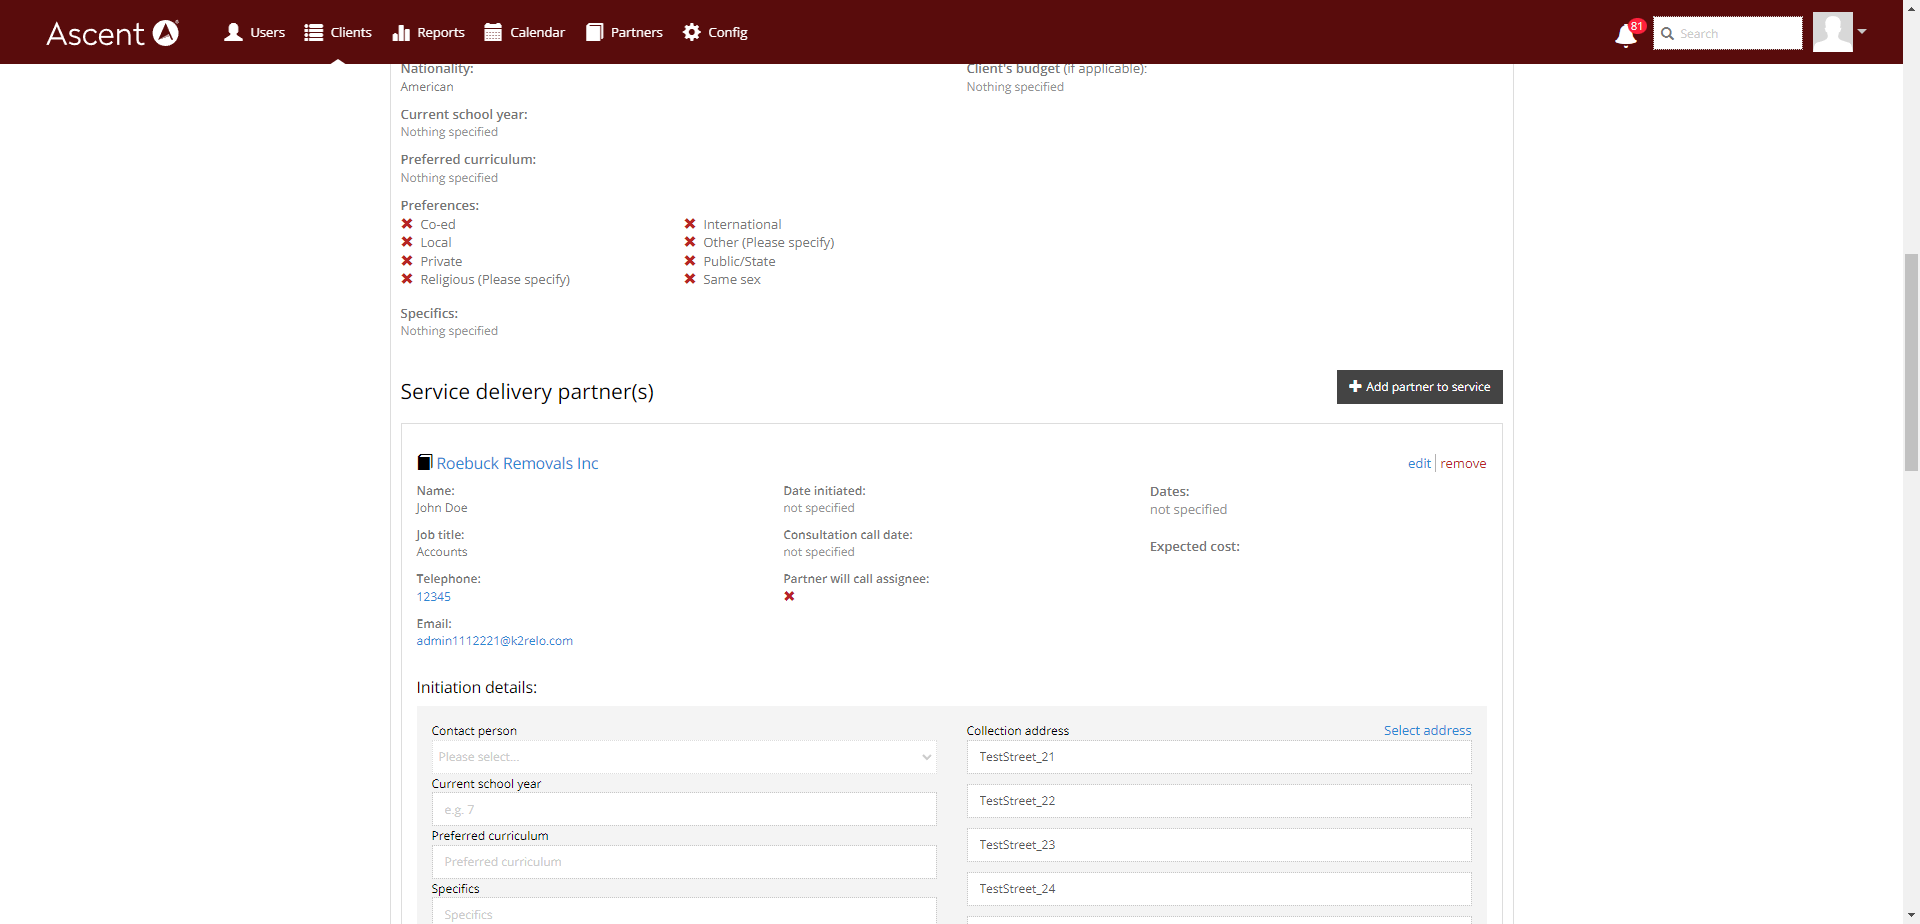 Ascent
Users
Clients
Reports
Calendar
Partners
Config
81
Search
Nationality:
American
Client's budget (if applicable):
Nothing specified
Current school year:
Nothing specified
Preferred curriculum:
Nothing specified
Preferences:
Co-ed
International
Local
Other (Please specify)
Private
Public/State
Religious (Please specify)
Same sex
Specifics:
Nothing specified
Service delivery partner(s)
Add partner to service
Roebuck Removals Inc
edit
remove
Name:
John Doe
Job title:
Accounts
Telephone:
12345
Email:
admin1112221@k2relo.com
Date initiated:
not specified
Consultation call date:
not specified
Partner will call assignee:
Dates:
not specified
Expected cost:
Initiation details:
Contact person
Please select...
Current school year
e.g. 7
Preferred curriculum
Preferred curriculum
Specifics
Specifics
Collection address
Select address
TestStreet_21
TestStreet_22
TestStreet_23
TestStreet_24